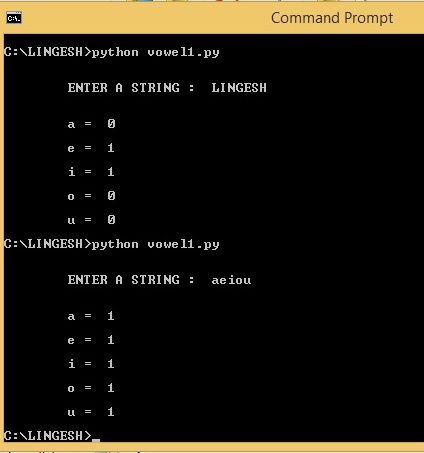 Command Prompt
C:\LINGESH>python vowel1.py
ENTER A STRING : LINGESH
a = 0
e = 1
i = 1
o = 0
u = 0
C:\LINGESH>python vowel1.py
ENTER A STRING : aeiou
a = 1
e = 1
i = 1
o = 1
u = 1
C:\LINGESH>_